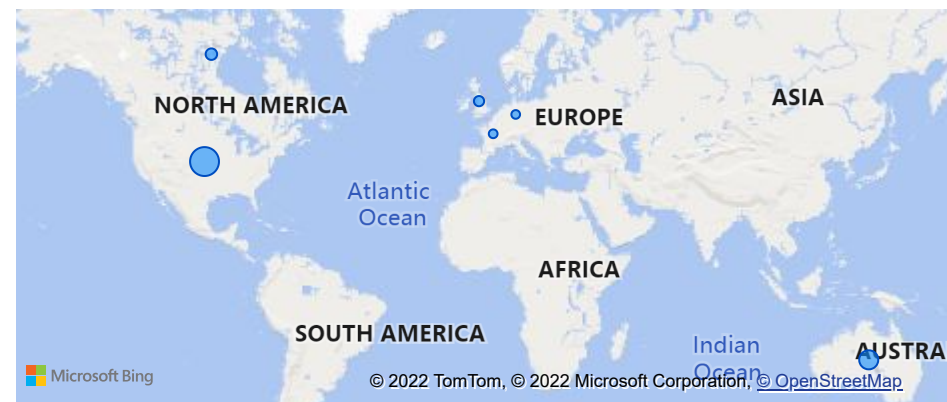 ASIA
NORTH AMERICA
EUROPE
Atlantic
Ocean
AFRICA
SOUTH AMERICA
Indian
Ocean
AUSTRA
Microsoft Bing
© 2022 TomTom, © 2022 Microsoft Corporation, © OpenStreetMap